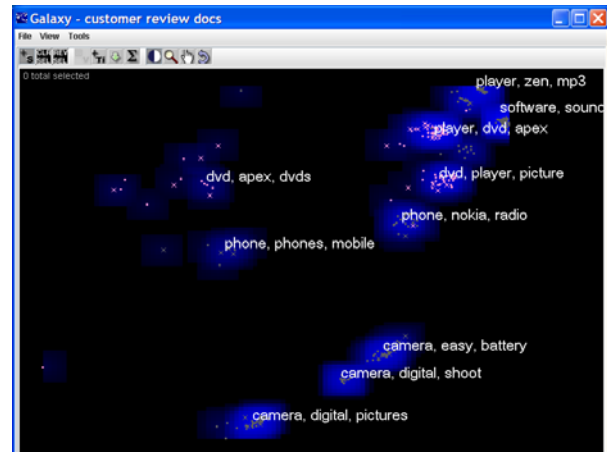 Galaxy - customer review docs
File View Tools
0 total selected
player, zen, mp3
software, sound
player, dvd, apex
dvd, apex, dvds
dvd, player, picture
phone, nokia, radio
phone, phones, mobile
camera, easy, battery
camera, digital, shoot
camera, digital, pictures